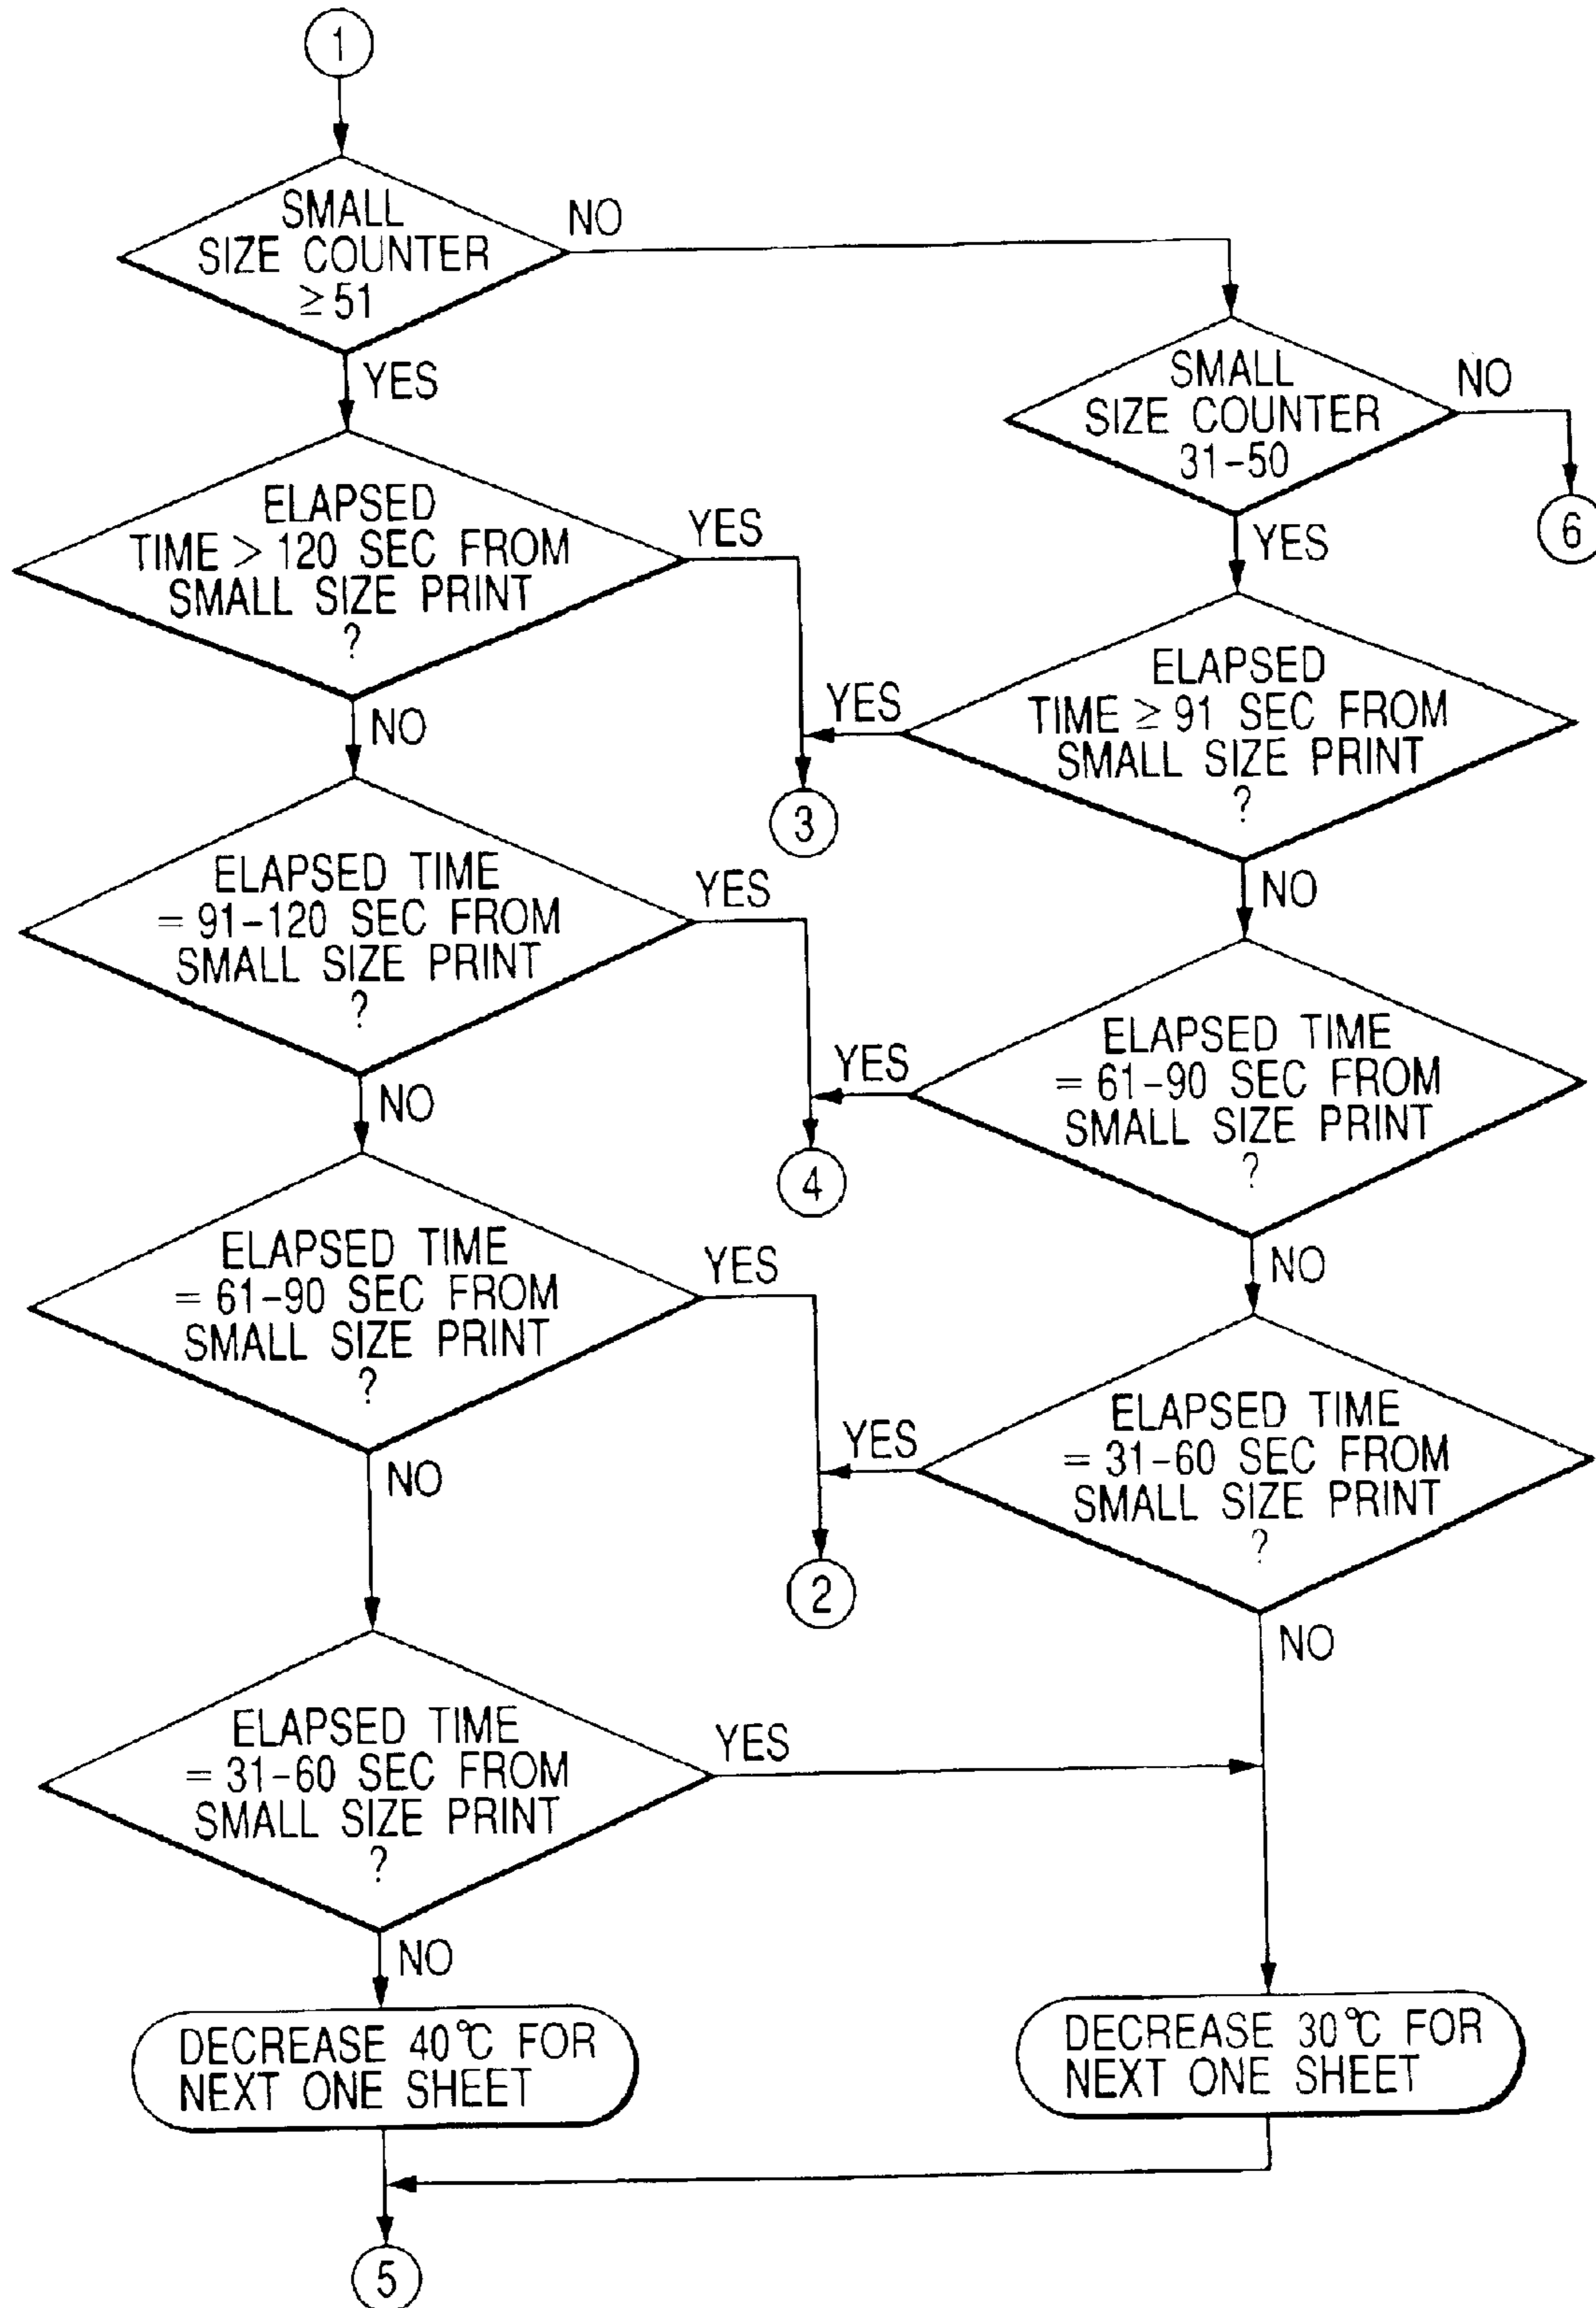 1
SMALL
SIZE COUNTER
≥ 51
NO
YES
SMALL
SIZE COUNTER
31-50
NO
6
YES
ELAPSED
TIME > 120 SEC FROM
SMALL SIZE PRINT
?
YES
NO
ELAPSED
TIME ≥ 91 SEC FROM
SMALL SIZE PRINT
?
YES
3
NO
ELAPSED TIME
= 91-120 SEC FROM
SMALL SIZE PRINT
?
YES
NO
ELAPSED TIME
= 61-90 SEC FROM
SMALL SIZE PRINT
?
YES
4
NO
ELAPSED TIME
= 61-90 SEC FROM
SMALL SIZE PRINT
?
YES
NO
ELAPSED TIME
= 31-60 SEC FROM
SMALL SIZE PRINT
?
YES
2
NO
ELAPSED TIME
= 31-60 SEC FROM
SMALL SIZE PRINT
?
YES
NO
DECREASE 40℃ FOR
NEXT ONE SHEET
DECREASE 30℃ FOR
NEXT ONE SHEET
5